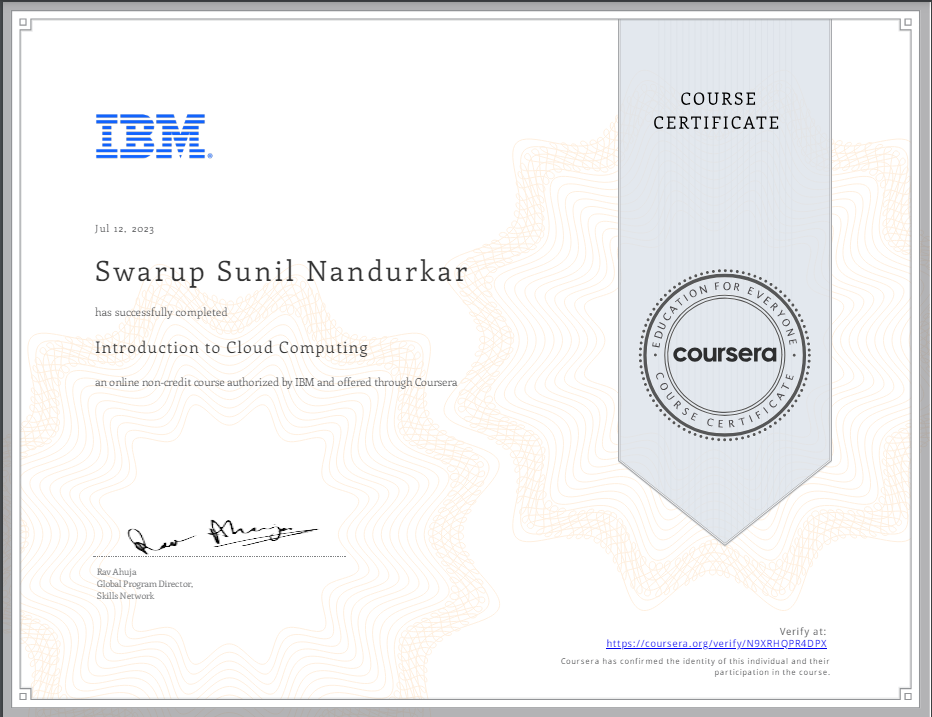 COURSE
CERTIFICATE
IBM®
Jul 12, 2023
Swarup Sunil Nandurkar
has successfully completed
Introduction to Cloud Computing
an online non-credit course authorized by IBM and offered through Coursera
EDUCATION FOR EVERYONE
coursera
COURSE CERTIFICATE
Rav Ahuja
Rav Ahuja
Global Program Director,
Skills Network
Verify at:
https://coursera.org/verify/N9XRHQPR4DPX
Coursera has confirmed the identity of this individual and their
participation in the course.